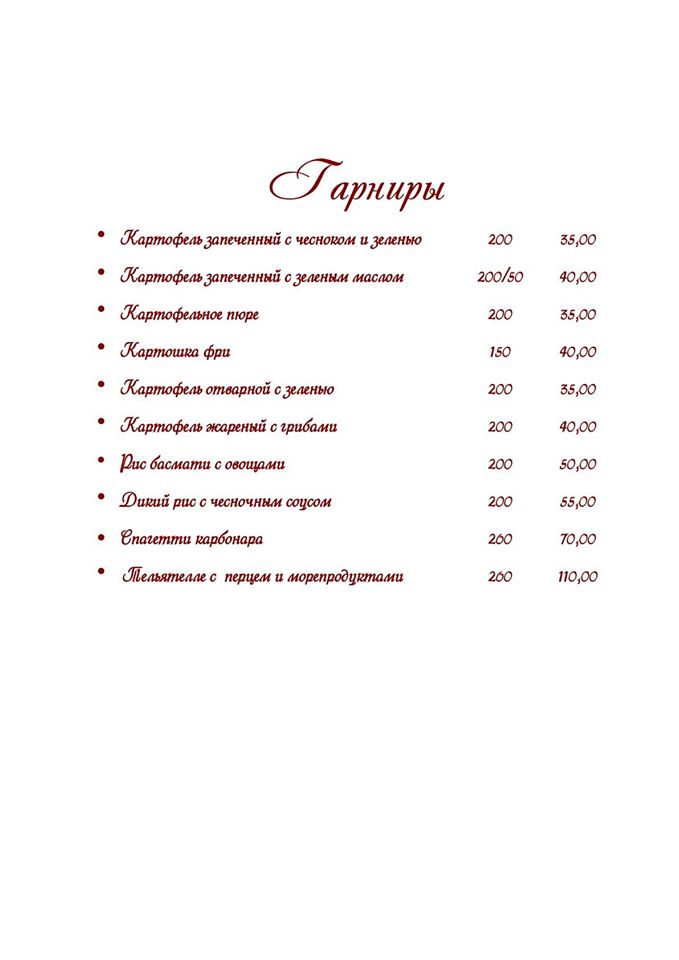 Гарниры
• Картофель запеченный с чесноком и зеленью 200 35,00
• Картофель запеченный с зеленым маслом 200/50 40,00
• Картофельное пюре 200 35,00
• Картошка фри 150 40,00
• Картофель отварной с зеленью 200 35,00
• Картофель жареный с грибами 200 40,00
• Рис басмати с овощами 200 50,00
• Дикий рис с чесночным соусом 200 55,00
• Спагетти карбонара 260 70,00
• Тельятелле с перцем и морепродуктами 260 110,00